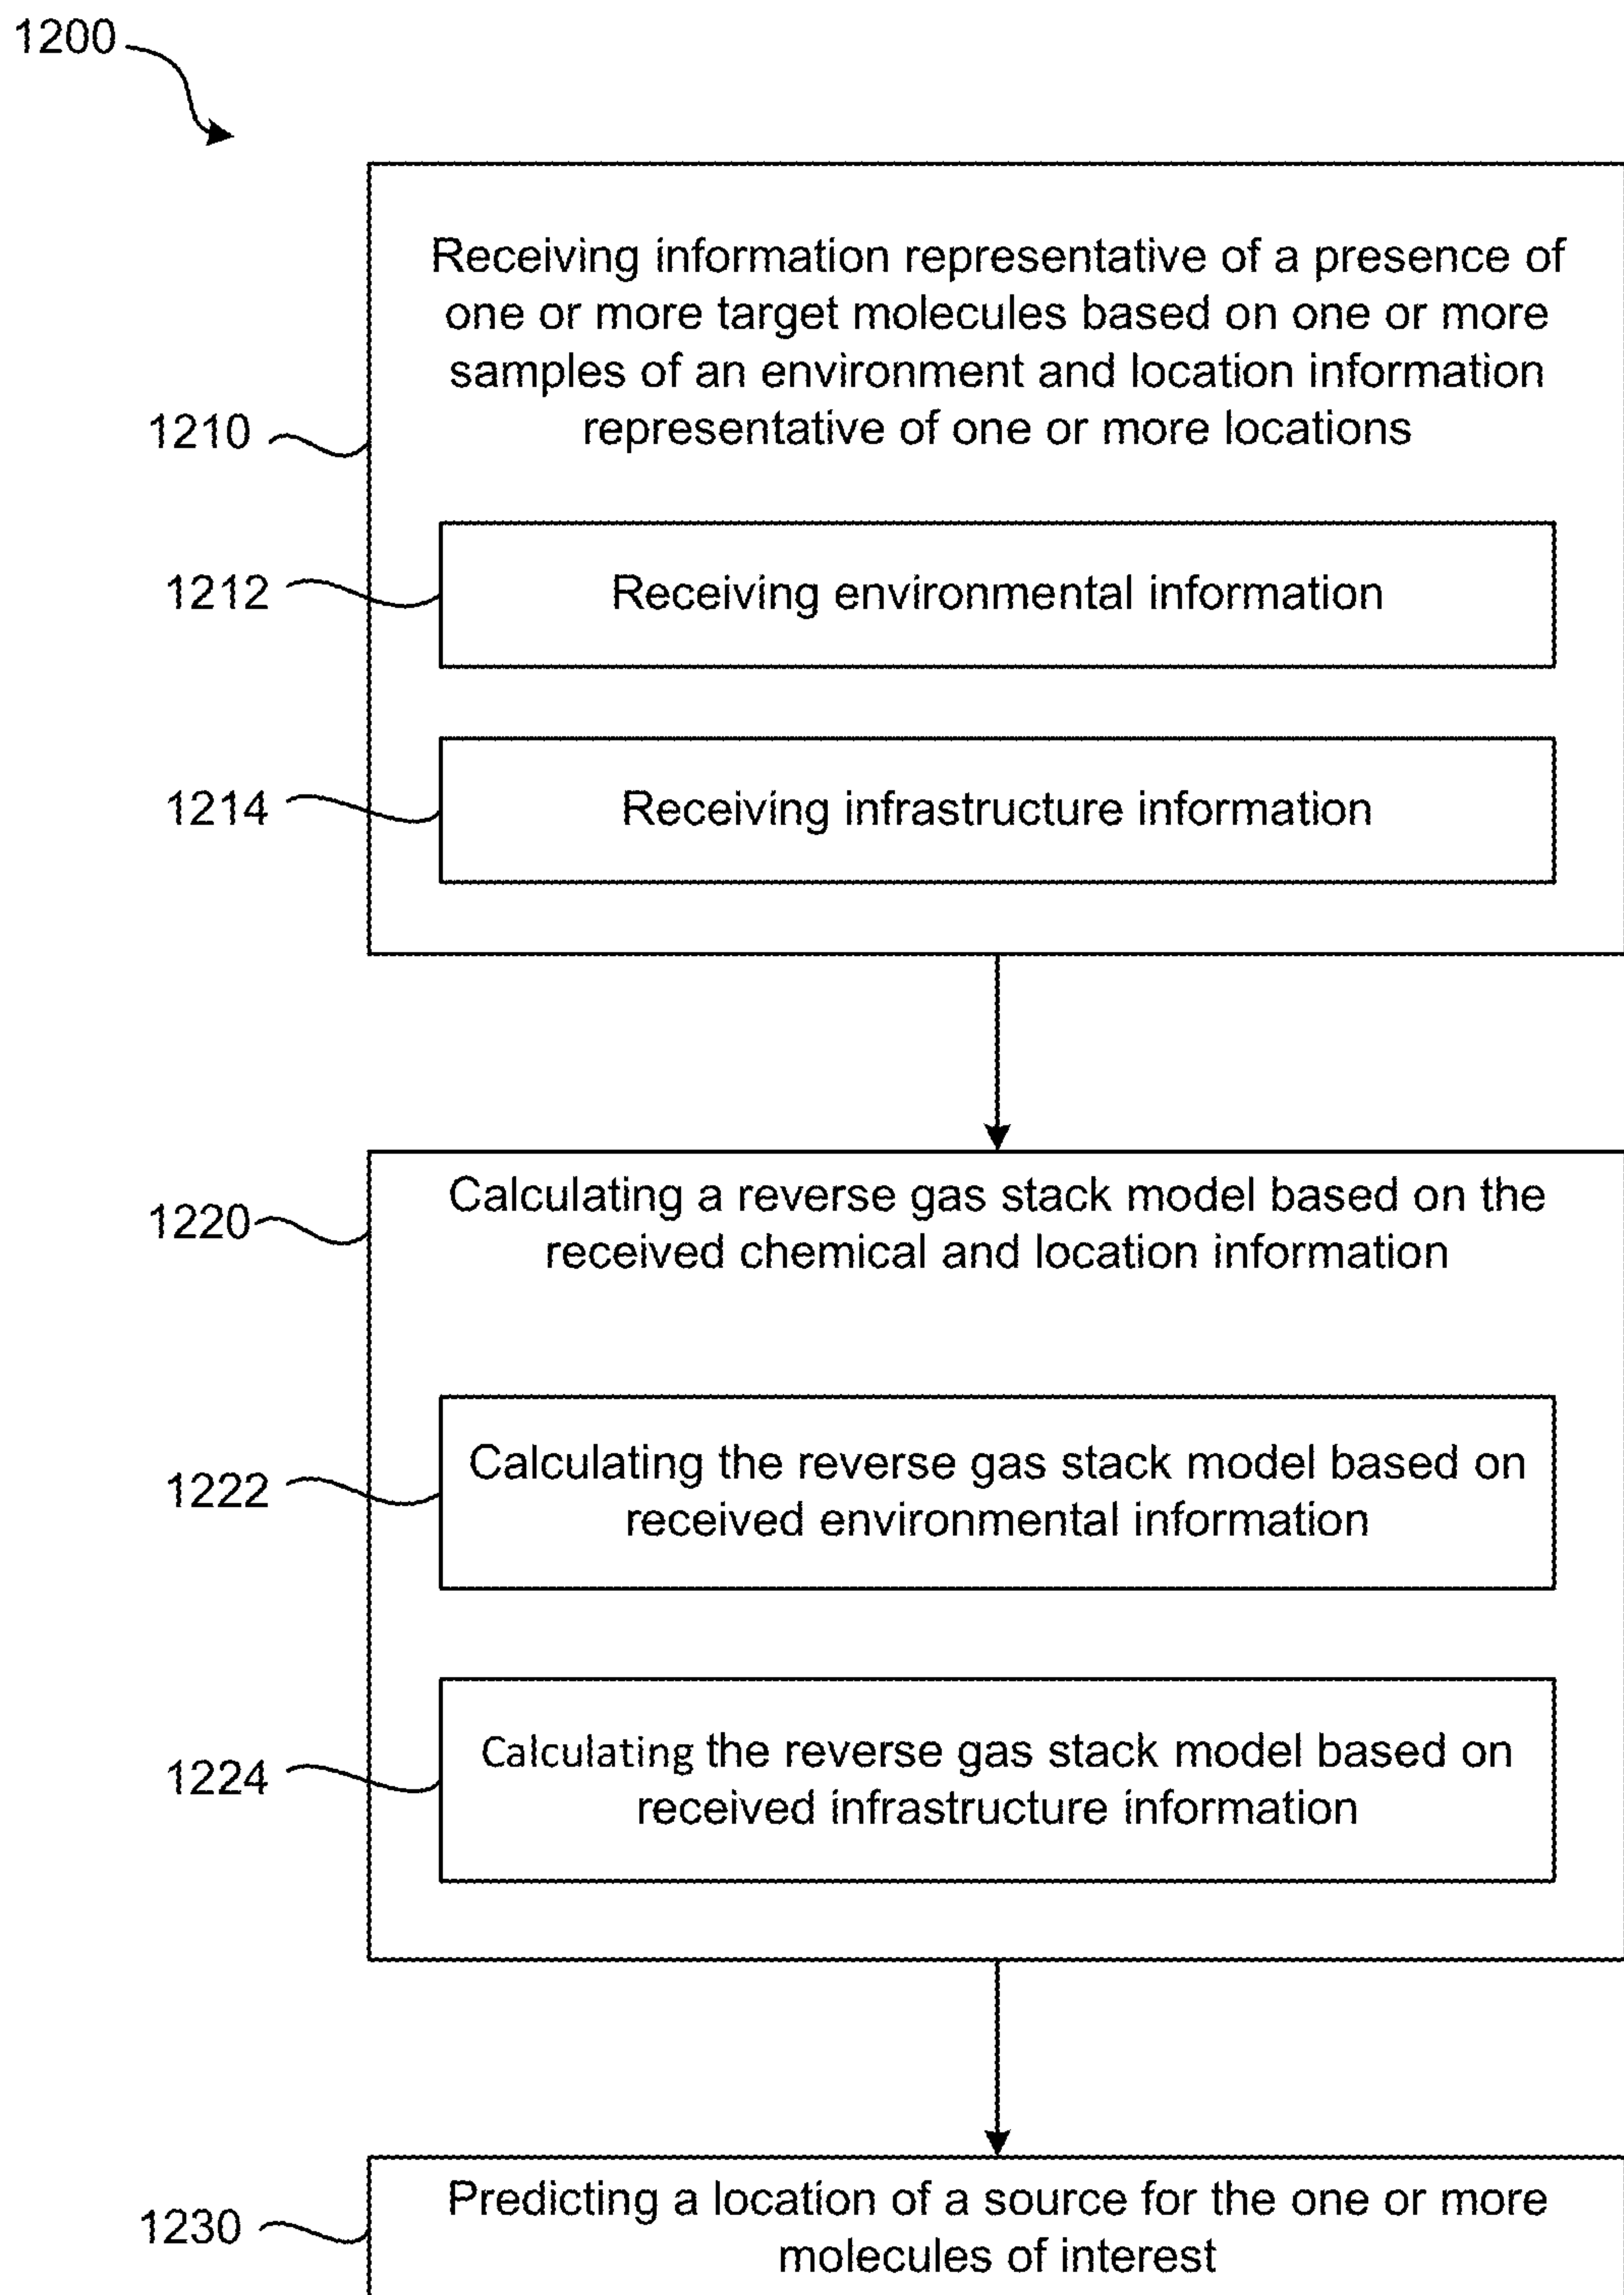 1200
Receiving information representative of a presence of
one or more target molecules based on one or more
samples of an environment and location information
representative of one or more locations
1210
1212
Receiving environmental information
1214
Receiving infrastructure information
Calculating a reverse gas stack model based on the
received chemical and location information
1220
1222
Calculating the reverse gas stack model based on
received environmental information
1224
Calculating the reverse gas stack model based on
received infrastructure information
1230
Predicting a location of a source for the one or more
molecules of interest